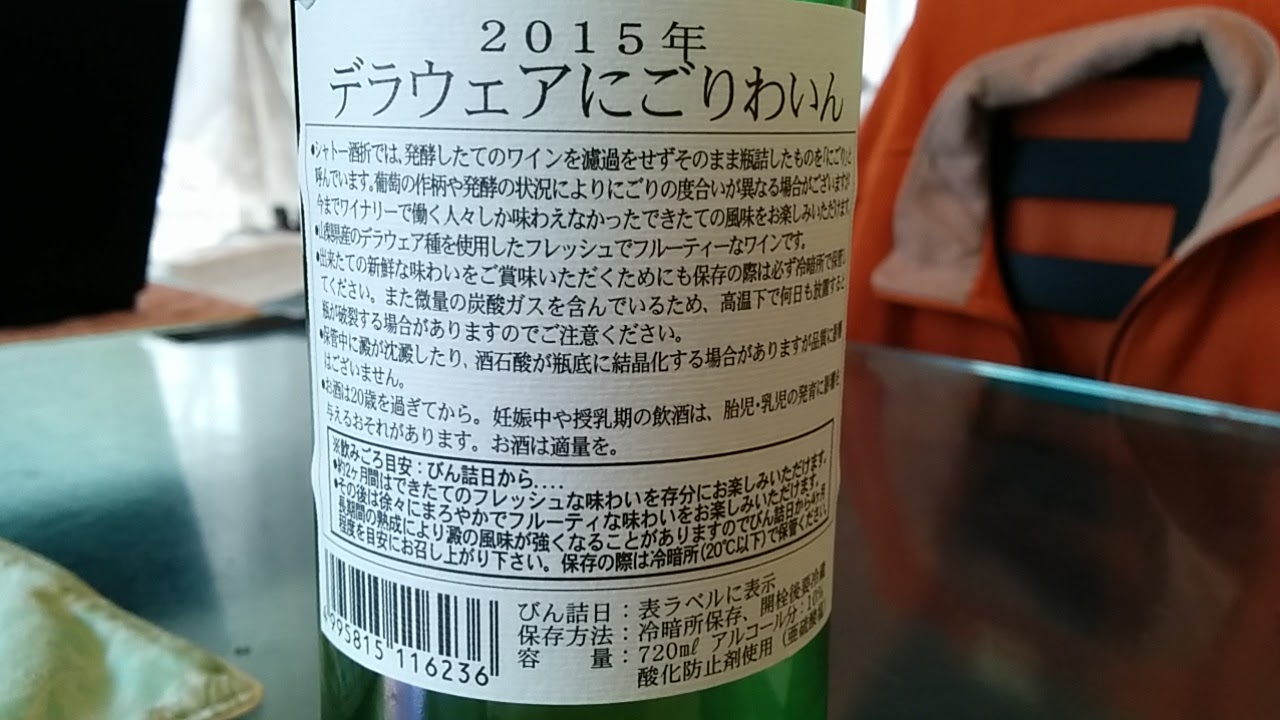 2015年
デラウェアにごりわいん
●シャトー酒折では、発酵したてのワインを濾過をせずそのまま瓶詰したものを「にごり」と
呼んでいます。葡萄の作柄や発酵の状況によりにごりの度合いが異なる場合がございますが
今までワイナリーで働く人々しか味わえなかったできたての風味をお楽しみいただけます。
●山梨県産のデラウェア種を使用したフレッシュでフルーティーなワインです。
●出来たての新鮮な味わいをご賞味いただくためにも保存の際は必ず冷暗所で保管し
てください。また微量の炭酸ガスを含んでいるため、高温下で何日も放置すると
瓶が破裂する場合がありますのでご注意ください。
●保管中に澱が沈澱したり、酒石酸が瓶底に結晶化する場合がありますが品質に影響
はございません。
●お酒は20歳を過ぎてから。妊娠中や授乳期の飲酒は、胎児・乳児の発育に影響を
与えるおそれがあります。お酒は適量を。
※飲みごろ目安：びん詰日から.....
●約2ヶ月間はできたてのフレッシュな味わいを存分にお楽しみいただけます。
●その後は徐々にまろやかでフルーティな味わいをお楽しみいただけます。
長期間の熟成により澱の風味が強くなることがありますのでびん詰日から4ヶ月
程度を目安にお召し上がり下さい。保存の際は冷暗所(20℃以下)で保管ください。
びん詰日：表ラベルに表示
保存方法：冷暗所保存、開栓後要冷蔵
容　　量：720mℓ アルコール分：10%
酸化防止剤使用（亜硫酸塩
4995815 116236